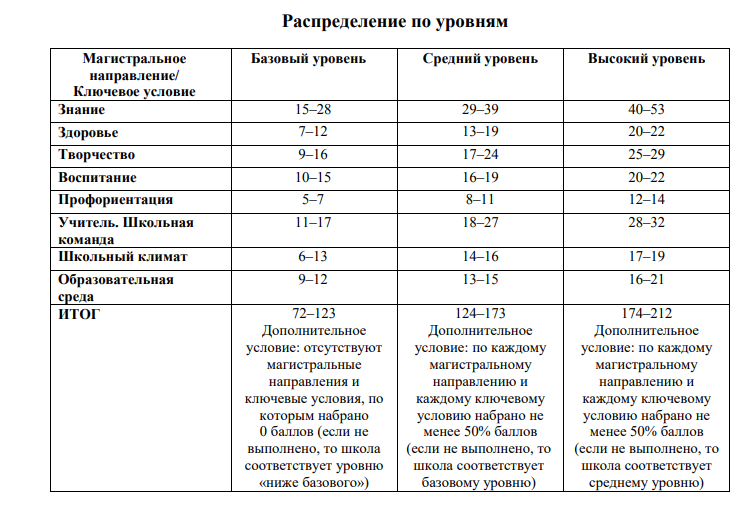 Распределение по уровням
Магистральное направление/ Ключевое условие	Базовый уровень	Средний уровень	Высокий уровень
Знание	15–28	29–39	40–53
Здоровье	7–12	13–19	20–22
Творчество	9–16	17–24	25–29
Воспитание	10–15	16–19	20–22
Профориентация	5–7	8–11	12–14
Учитель. Школьная команда	11–17	18–27	28–32
Школьный климат	6–13	14–16	17–19
Образовательная среда	9–12	13–15	16–21
ИТОГ
72–123
Дополнительное
условие: отсутствуют
магистральные
направления и
ключевые условия, по
которым набрано
0 баллов (если не
выполнено, то школа
соответствует уровню
«ниже базового»)
124–173
Дополнительное
условие: по каждому
магистральному
направлению и
каждому ключевому
условию набрано не
менее 50% баллов
(если не выполнено, то
школа соответствует
базовому уровню)
174–212
Дополнительное
условие: по каждому
магистральному
направлению и
каждому ключевому
условию набрано не
менее 50% баллов
(если не выполнено, то
школа соответствует
среднему уровню)